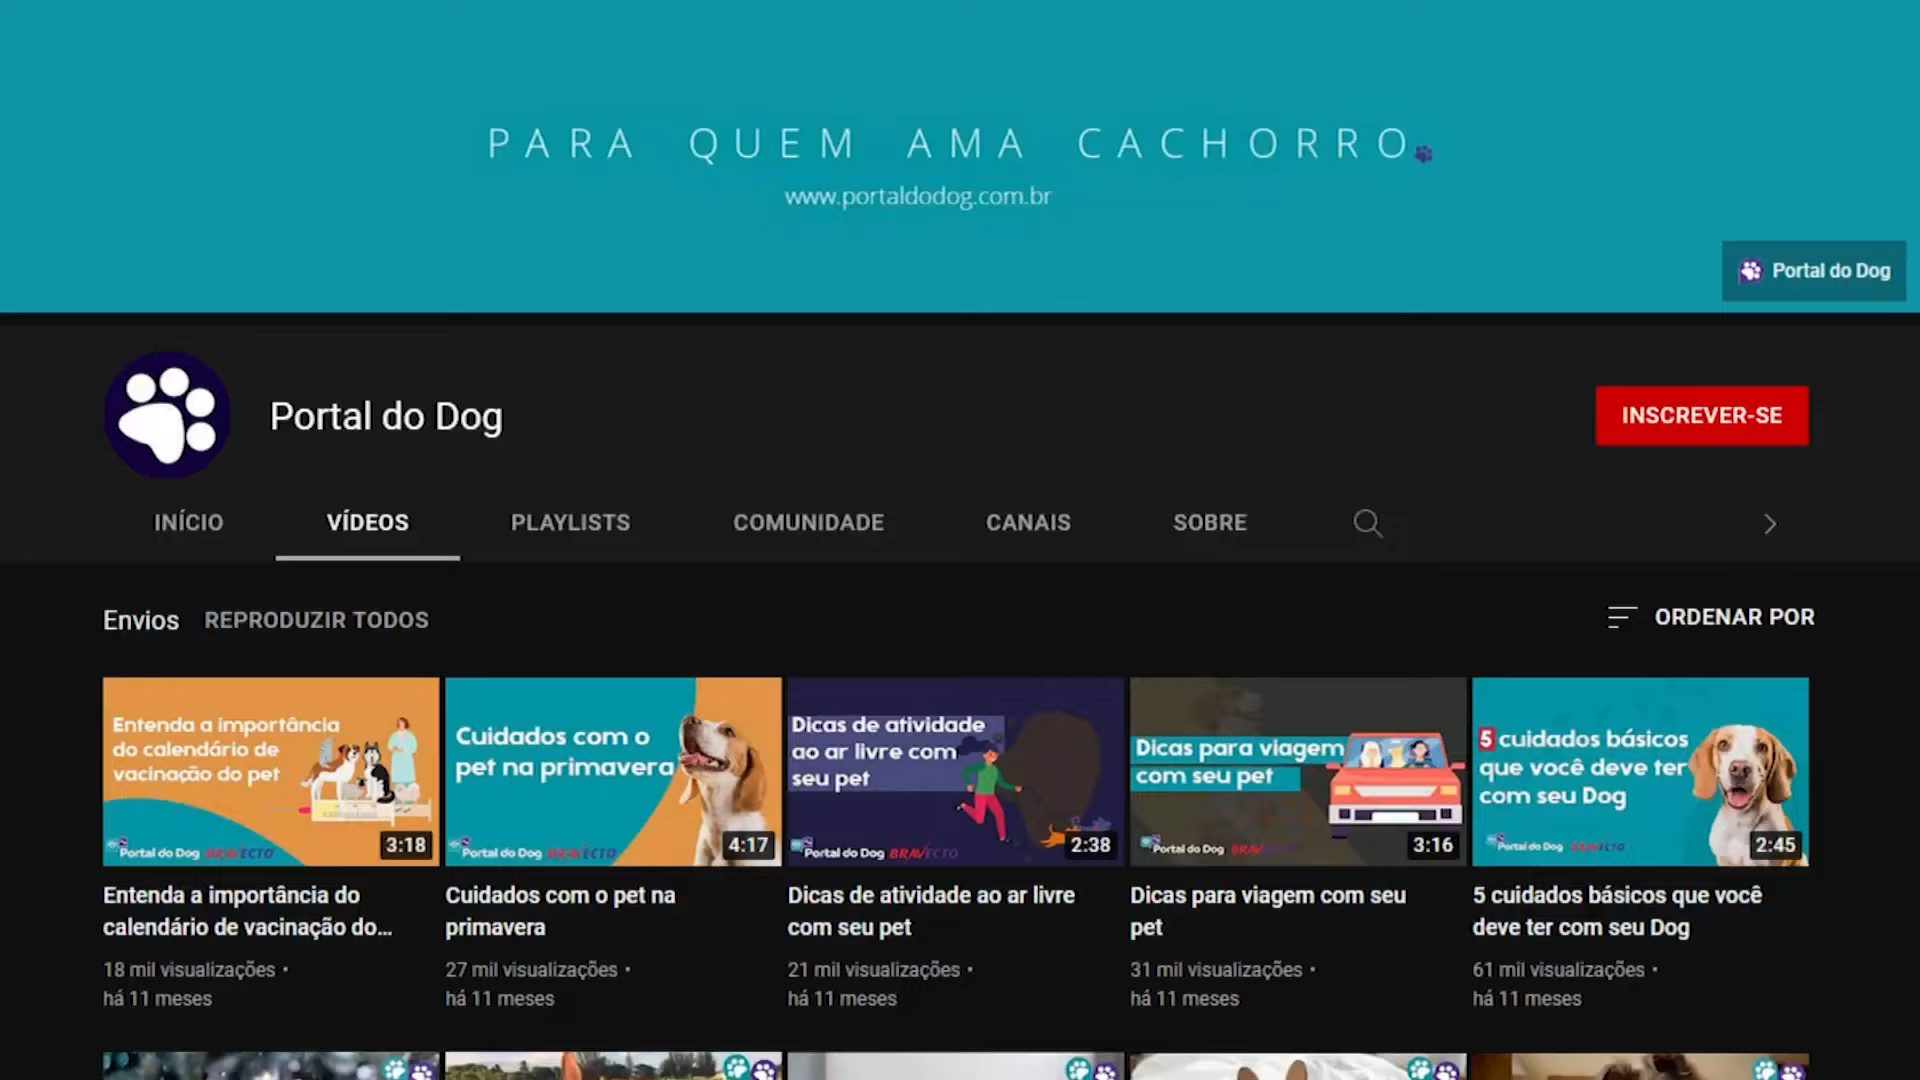 PARA QUEM AMA CACHORRO
www.portaldodog.com.br
Portal do Dog
Portal do Dog
INSCREVER-SE
INÍCIO VÍDEOS PLAYLISTS COMUNIDADE CANAIS SOBRE
Envios REPRODUZIR TODOS ORDENAR POR
Entenda a importância
do calendário de
vacinação do pet
Portal do Dog BRAVECTO
3:18
Cuidados com o
pet na primavera
Portal do Dog BRAVECTO
4:17
Dicas de atividade
ao ar livre com
seu pet
Portal do Dog BRAVECTO
2:38
Dicas para viagem
com seu pet
Portal do Dog BRAVECTO
3:16
5 cuidados básicos
que você deve ter
com seu Dog
Portal do Dog BRAVECTO
2:45
Entenda a importância do
calendário de vacinação do...
18 mil visualizações •
há 11 meses
Cuidados com o pet na
primavera
27 mil visualizações •
há 11 meses
Dicas de atividade ao ar livre
com seu pet
21 mil visualizações •
há 11 meses
Dicas para viagem com seu
pet
31 mil visualizações •
há 11 meses
5 cuidados básicos que você
deve ter com seu Dog
61 mil visualizações •
há 11 meses